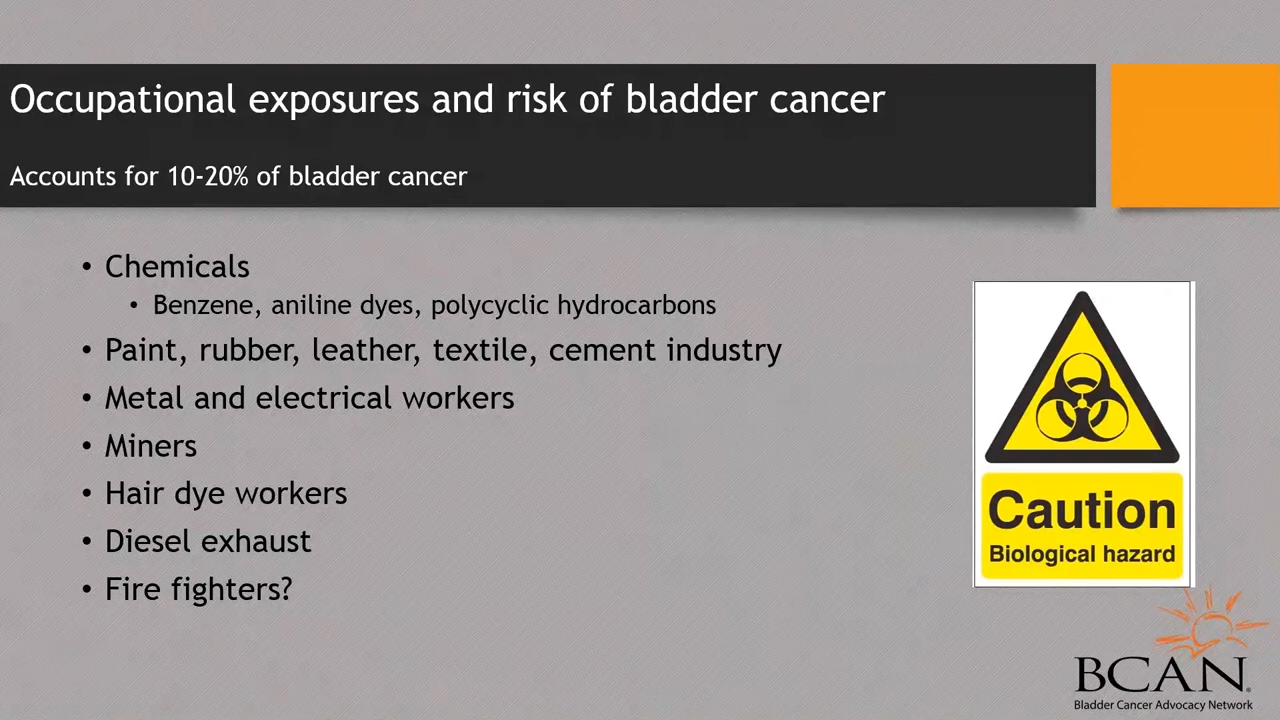 Occupational exposures and risk of bladder cancer
Accounts for 10-20% of bladder cancer
• Chemicals
• Benzene, aniline dyes, polycyclic hydrocarbons
• Paint, rubber, leather, textile, cement industry
• Metal and electrical workers
• Miners
• Hair dye workers
• Diesel exhaust
• Fire fighters?
Caution
Biological hazard
BCAN®
Bladder Cancer Advocacy Network